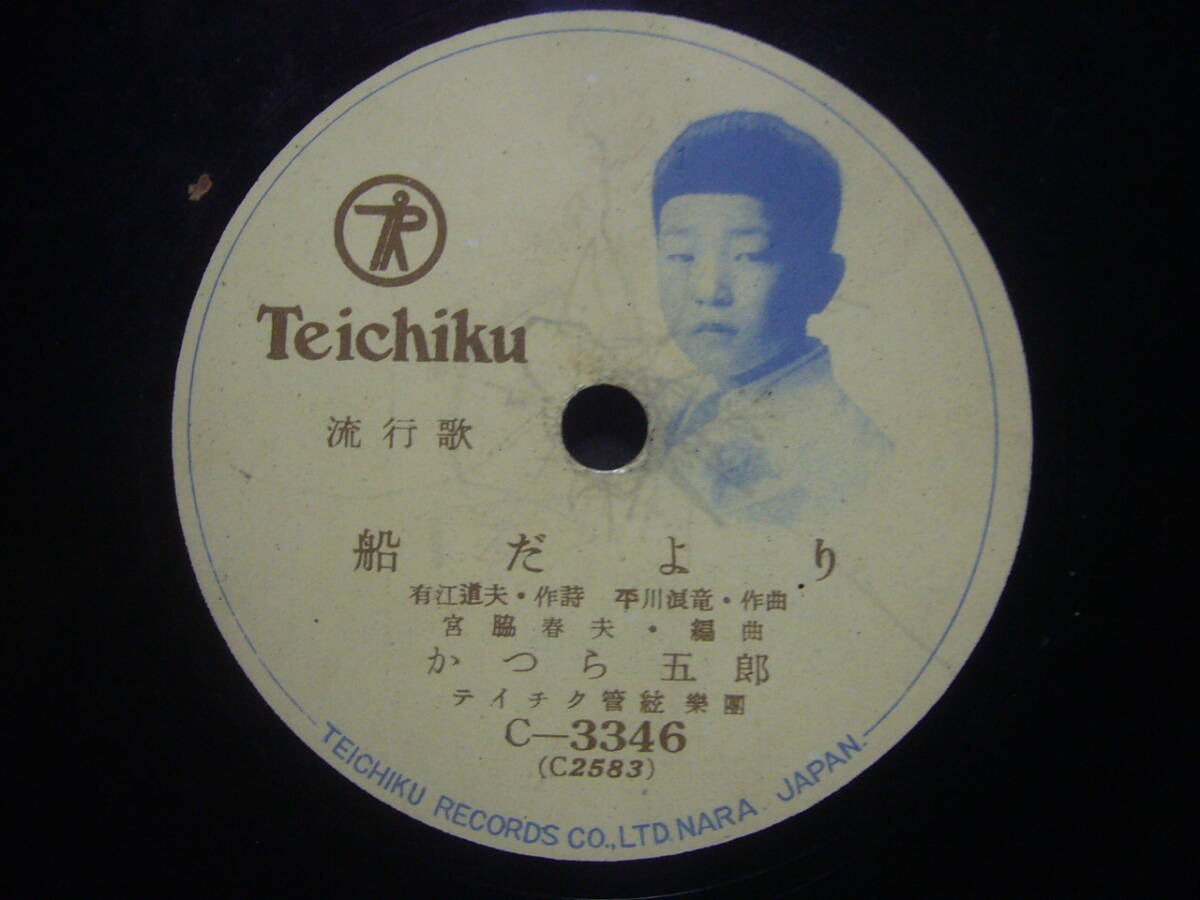 Teichiku
流行歌
船だより
有江道夫・作詩 平川浪竜・作曲
宮脇春夫・編曲
かつら五郎
テイチク管絃樂團
C—3346
(C2583)
TEICHIKU RECORDS CO., LTD. NARA. JAPAN.